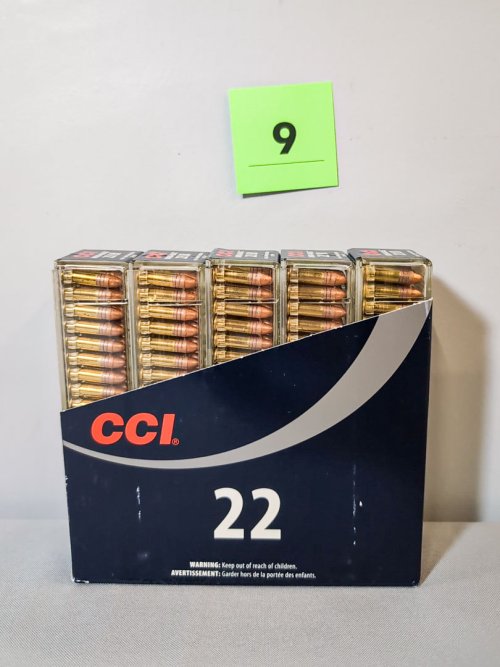 9
CCI®
22
WARNING: Keep out of reach of children.
AVERTISSEMENT: Garder hors de la portée des enfants.